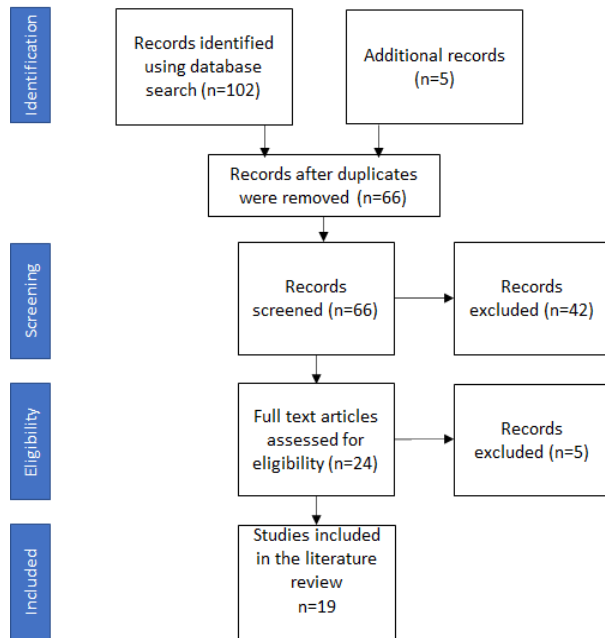 Identification
Records identified
using database
search (n=102)
Additional records
(n=5)
Records after duplicates
were removed (n=66)
Screening
Records
screened (n=66)
Records
excluded (n=42)
Eligibility
Full text articles
assessed for
eligibility (n=24)
Records
excluded (n=5)
Included
Studies included
in the literature
review
n=19